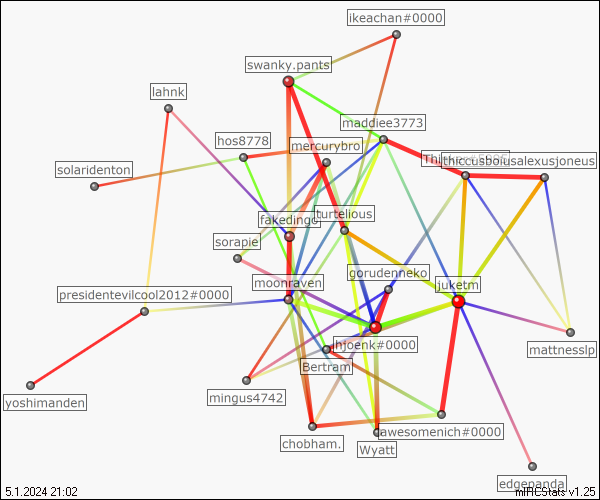 ikeachan#0000
swanky.pants
lahnk
maddiee3773
hos8778
mercurybro
thiccusbolusalexusjoneus
solaridenton
fakedingo
turtelious
sorapie
gorudenneko
moonraven
juketm
presidentevilcool2012#0000
hjoenk#0000
mattnesslp
Bertram
mingus4742
yoshimanden
awesomenich#0000
chobham.
Wyatt
edgepanda
5.1.2024 21:02
mIRCStats v1.25